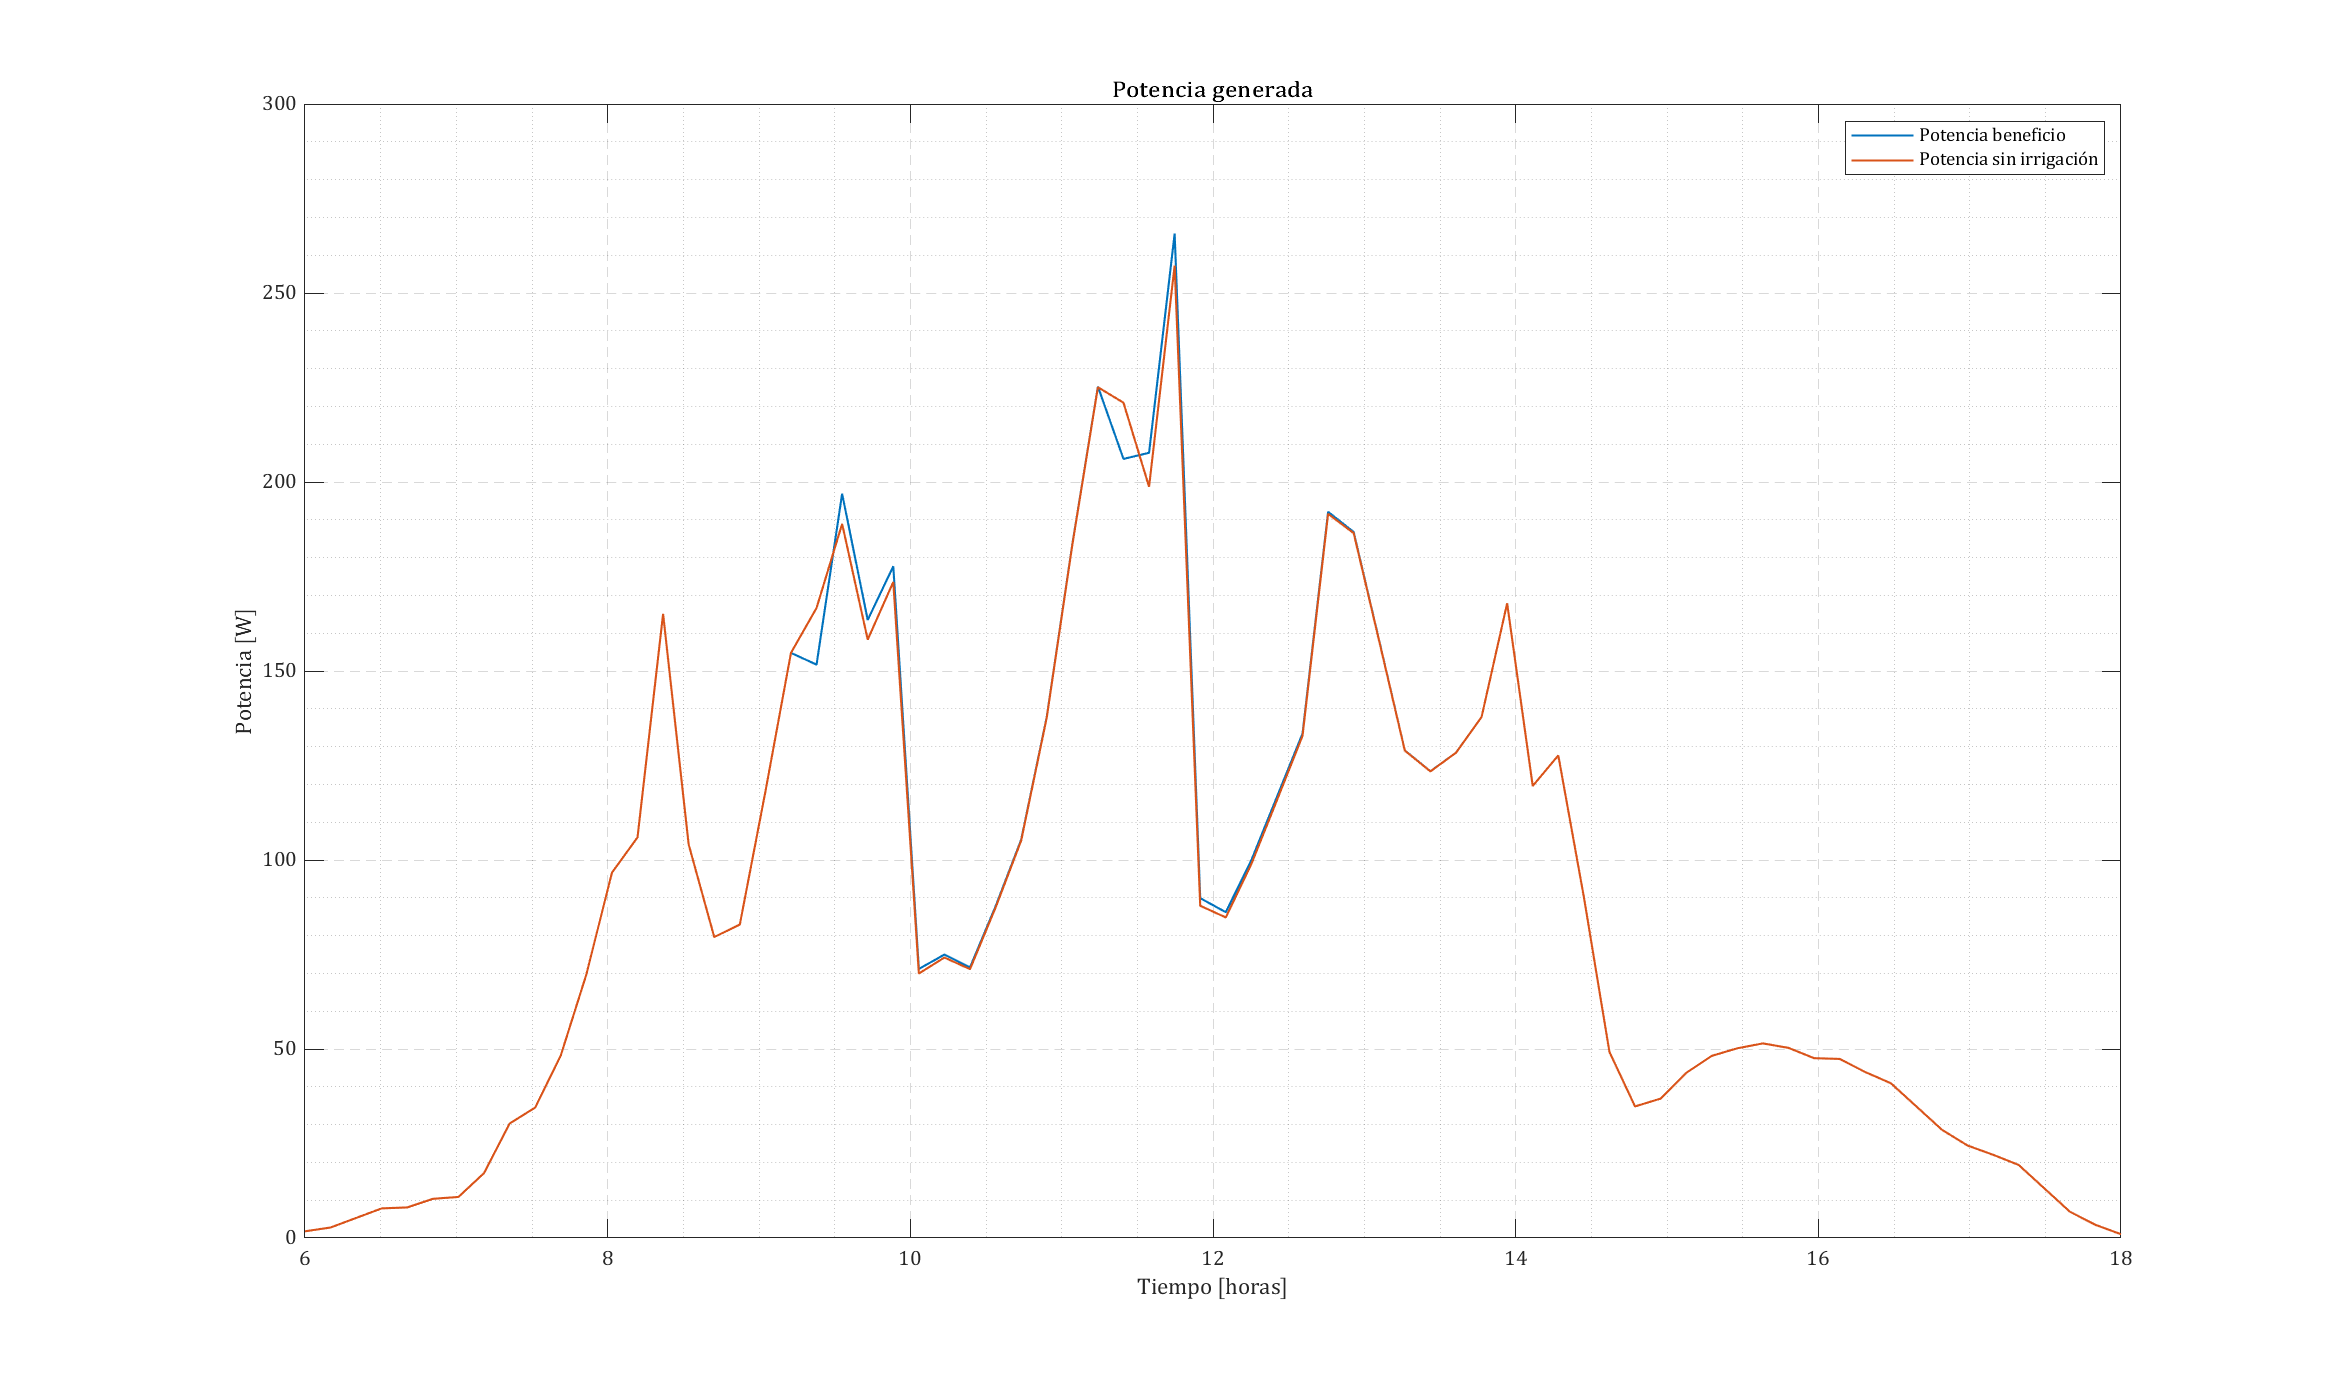 Potencia generada
300
250
200
150
100
50
0
Potencia [W]
Potencia beneficio
Potencia sin irrigación
6 8 10 12 14 16 18
Tiempo [horas]